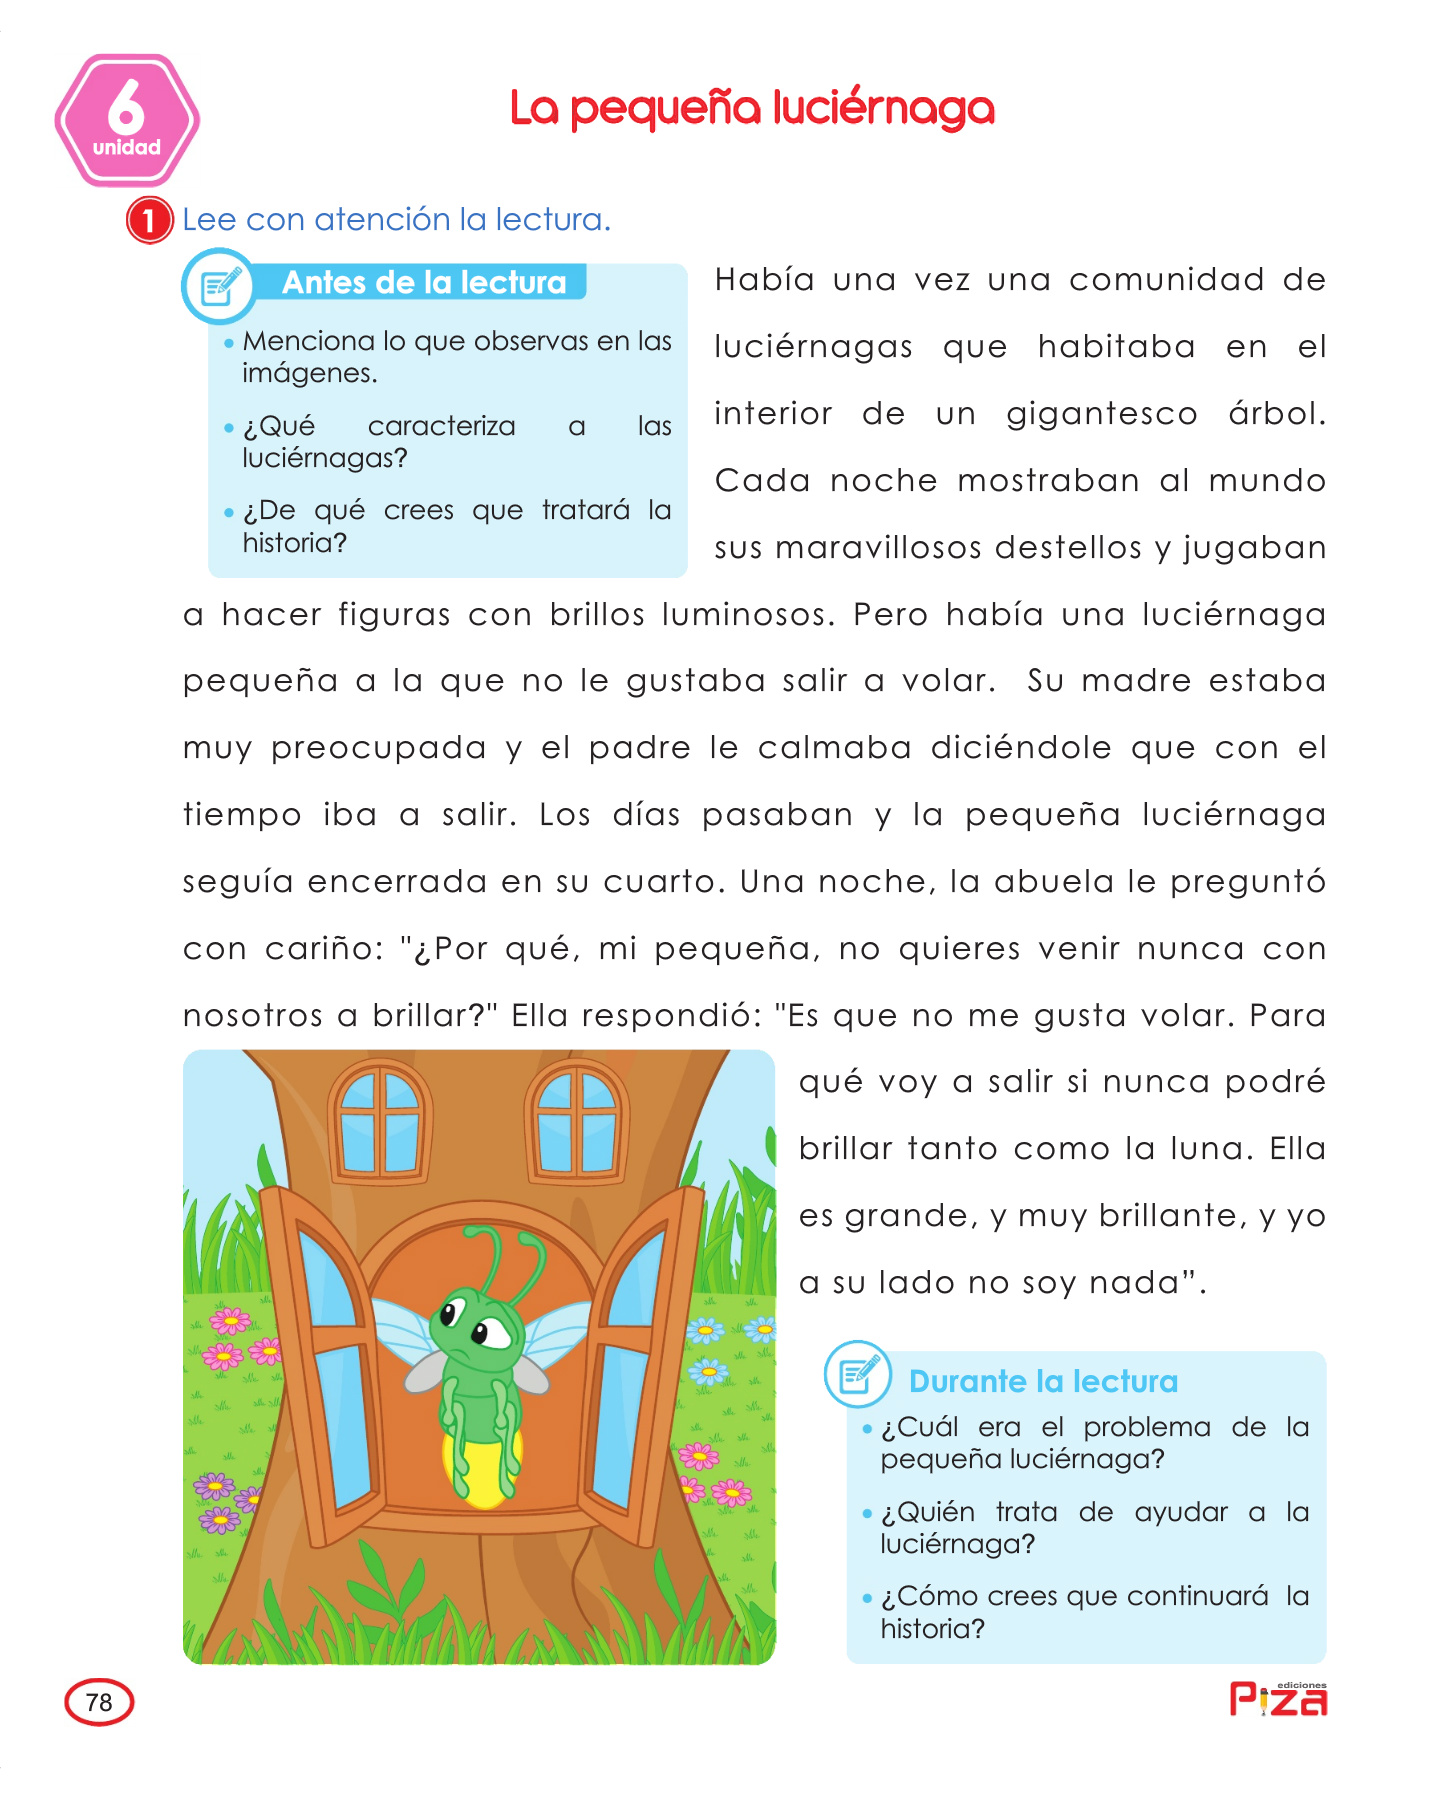 6
unidad
La pequeña luciérnaga
1 Lee con atención la lectura.
Antes de la lectura
• Menciona lo que observas en las
imágenes.
• ¿Qué caracteriza a las
luciérnagas?
• ¿De qué crees que tratará la
historia?
Había una vez una comunidad de
luciérnagas que habitaba en el
interior de un gigantesco árbol.
Cada noche mostraban al mundo
sus maravillosos destellos y jugaban
a hacer figuras con brillos luminosos. Pero había una luciérnaga
pequeña a la que no le gustaba salir a volar. Su madre estaba
muy preocupada y el padre le calmaba diciéndole que con el
tiempo iba a salir. Los días pasaban y la pequeña luciérnaga
seguía encerrada en su cuarto. Una noche, la abuela le preguntó
con cariño: "¿Por qué, mi pequeña, no quieres venir nunca con
nosotros a brillar?" Ella respondió: "Es que no me gusta volar. Para
qué voy a salir si nunca podré
brillar tanto como la luna. Ella
es grande, y muy brillante, y yo
a su lado no soy nada”.
Durante la lectura
• ¿Cuál era el problema de la
pequeña luciérnaga?
• ¿Quién trata de ayudar a la
luciérnaga?
• ¿Cómo crees que continuará la
historia?
78
ediciones
Piza